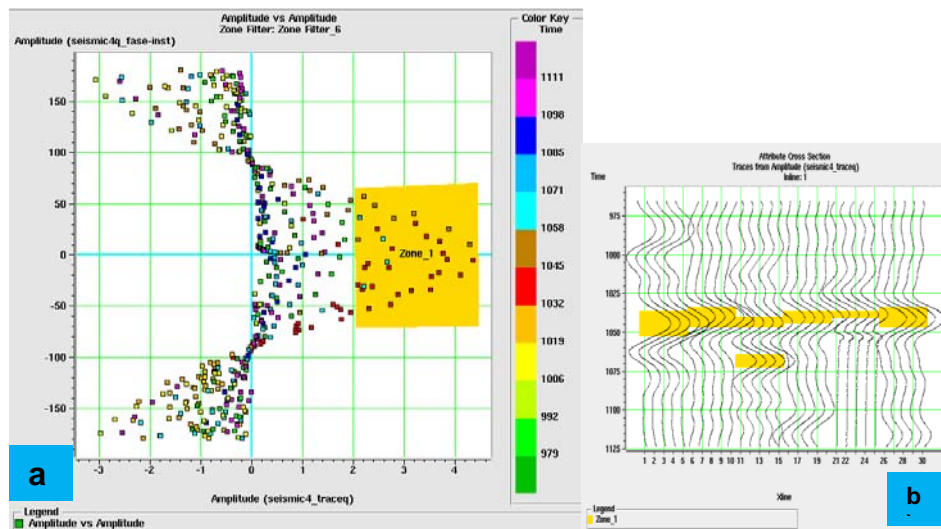 Amplitude vs Amplitude
Zone Filter: Zone Filter_6
Amplitude (seismic4q_fase-inst)
150
100
50
0
-50
-100
-150
Zone_1
-3 -2 -1 0 1 2 3 4
Amplitude (seismic4_traceq)
Legend
Amplitude vs Amplitude
a
Color Key
Time
1111
1098
1085
1071
1058
1045
1032
1019
1006
992
979
Attribute Cross Section
Traces from Amplitude (seismic4_traceq)
Inline: 1
Time
975
1000
1025
1050
1075
1100
1125
1 2 3 4 5 6 7 8 9 10 11 13 15 17 19 21 22 24 26 28 30
Xline
Legend
Zone_1
b